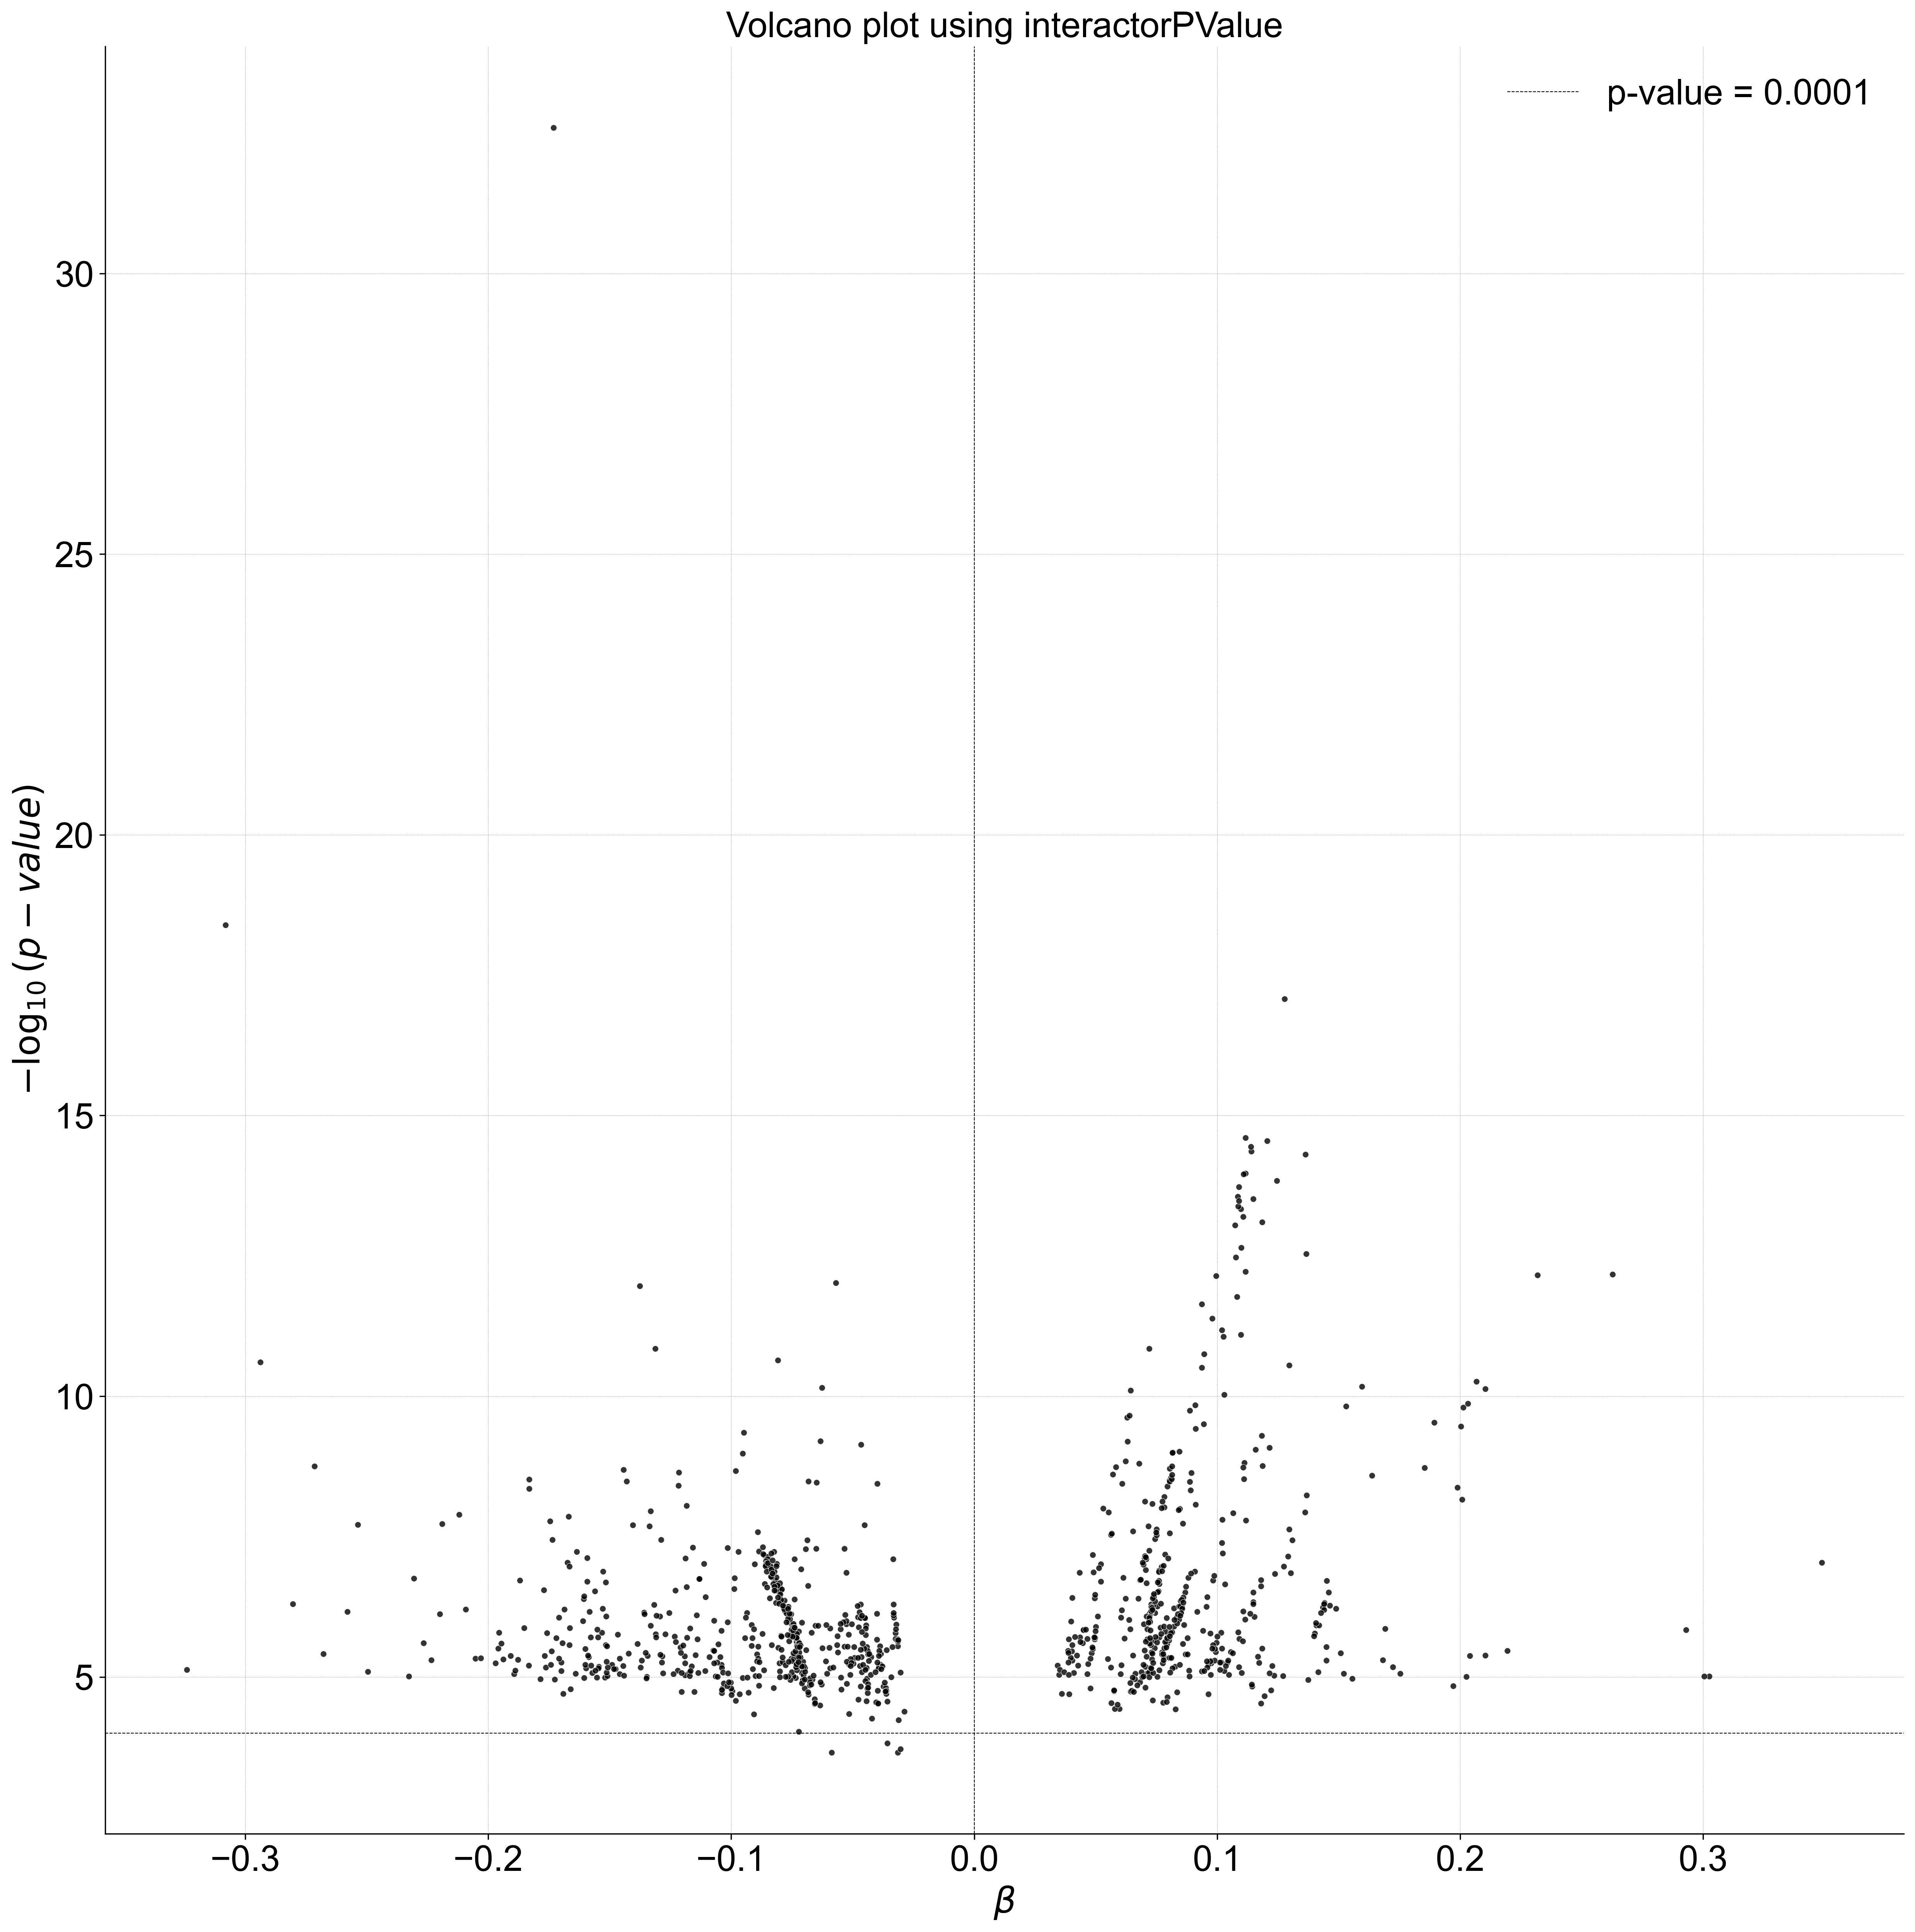 Volcano plot using interactorPValue
p-value = 0.0001
−log₁₀(p − value)
30
25
20
15
10
5
−0.3 −0.2 −0.1 0.0 0.1 0.2 0.3
β